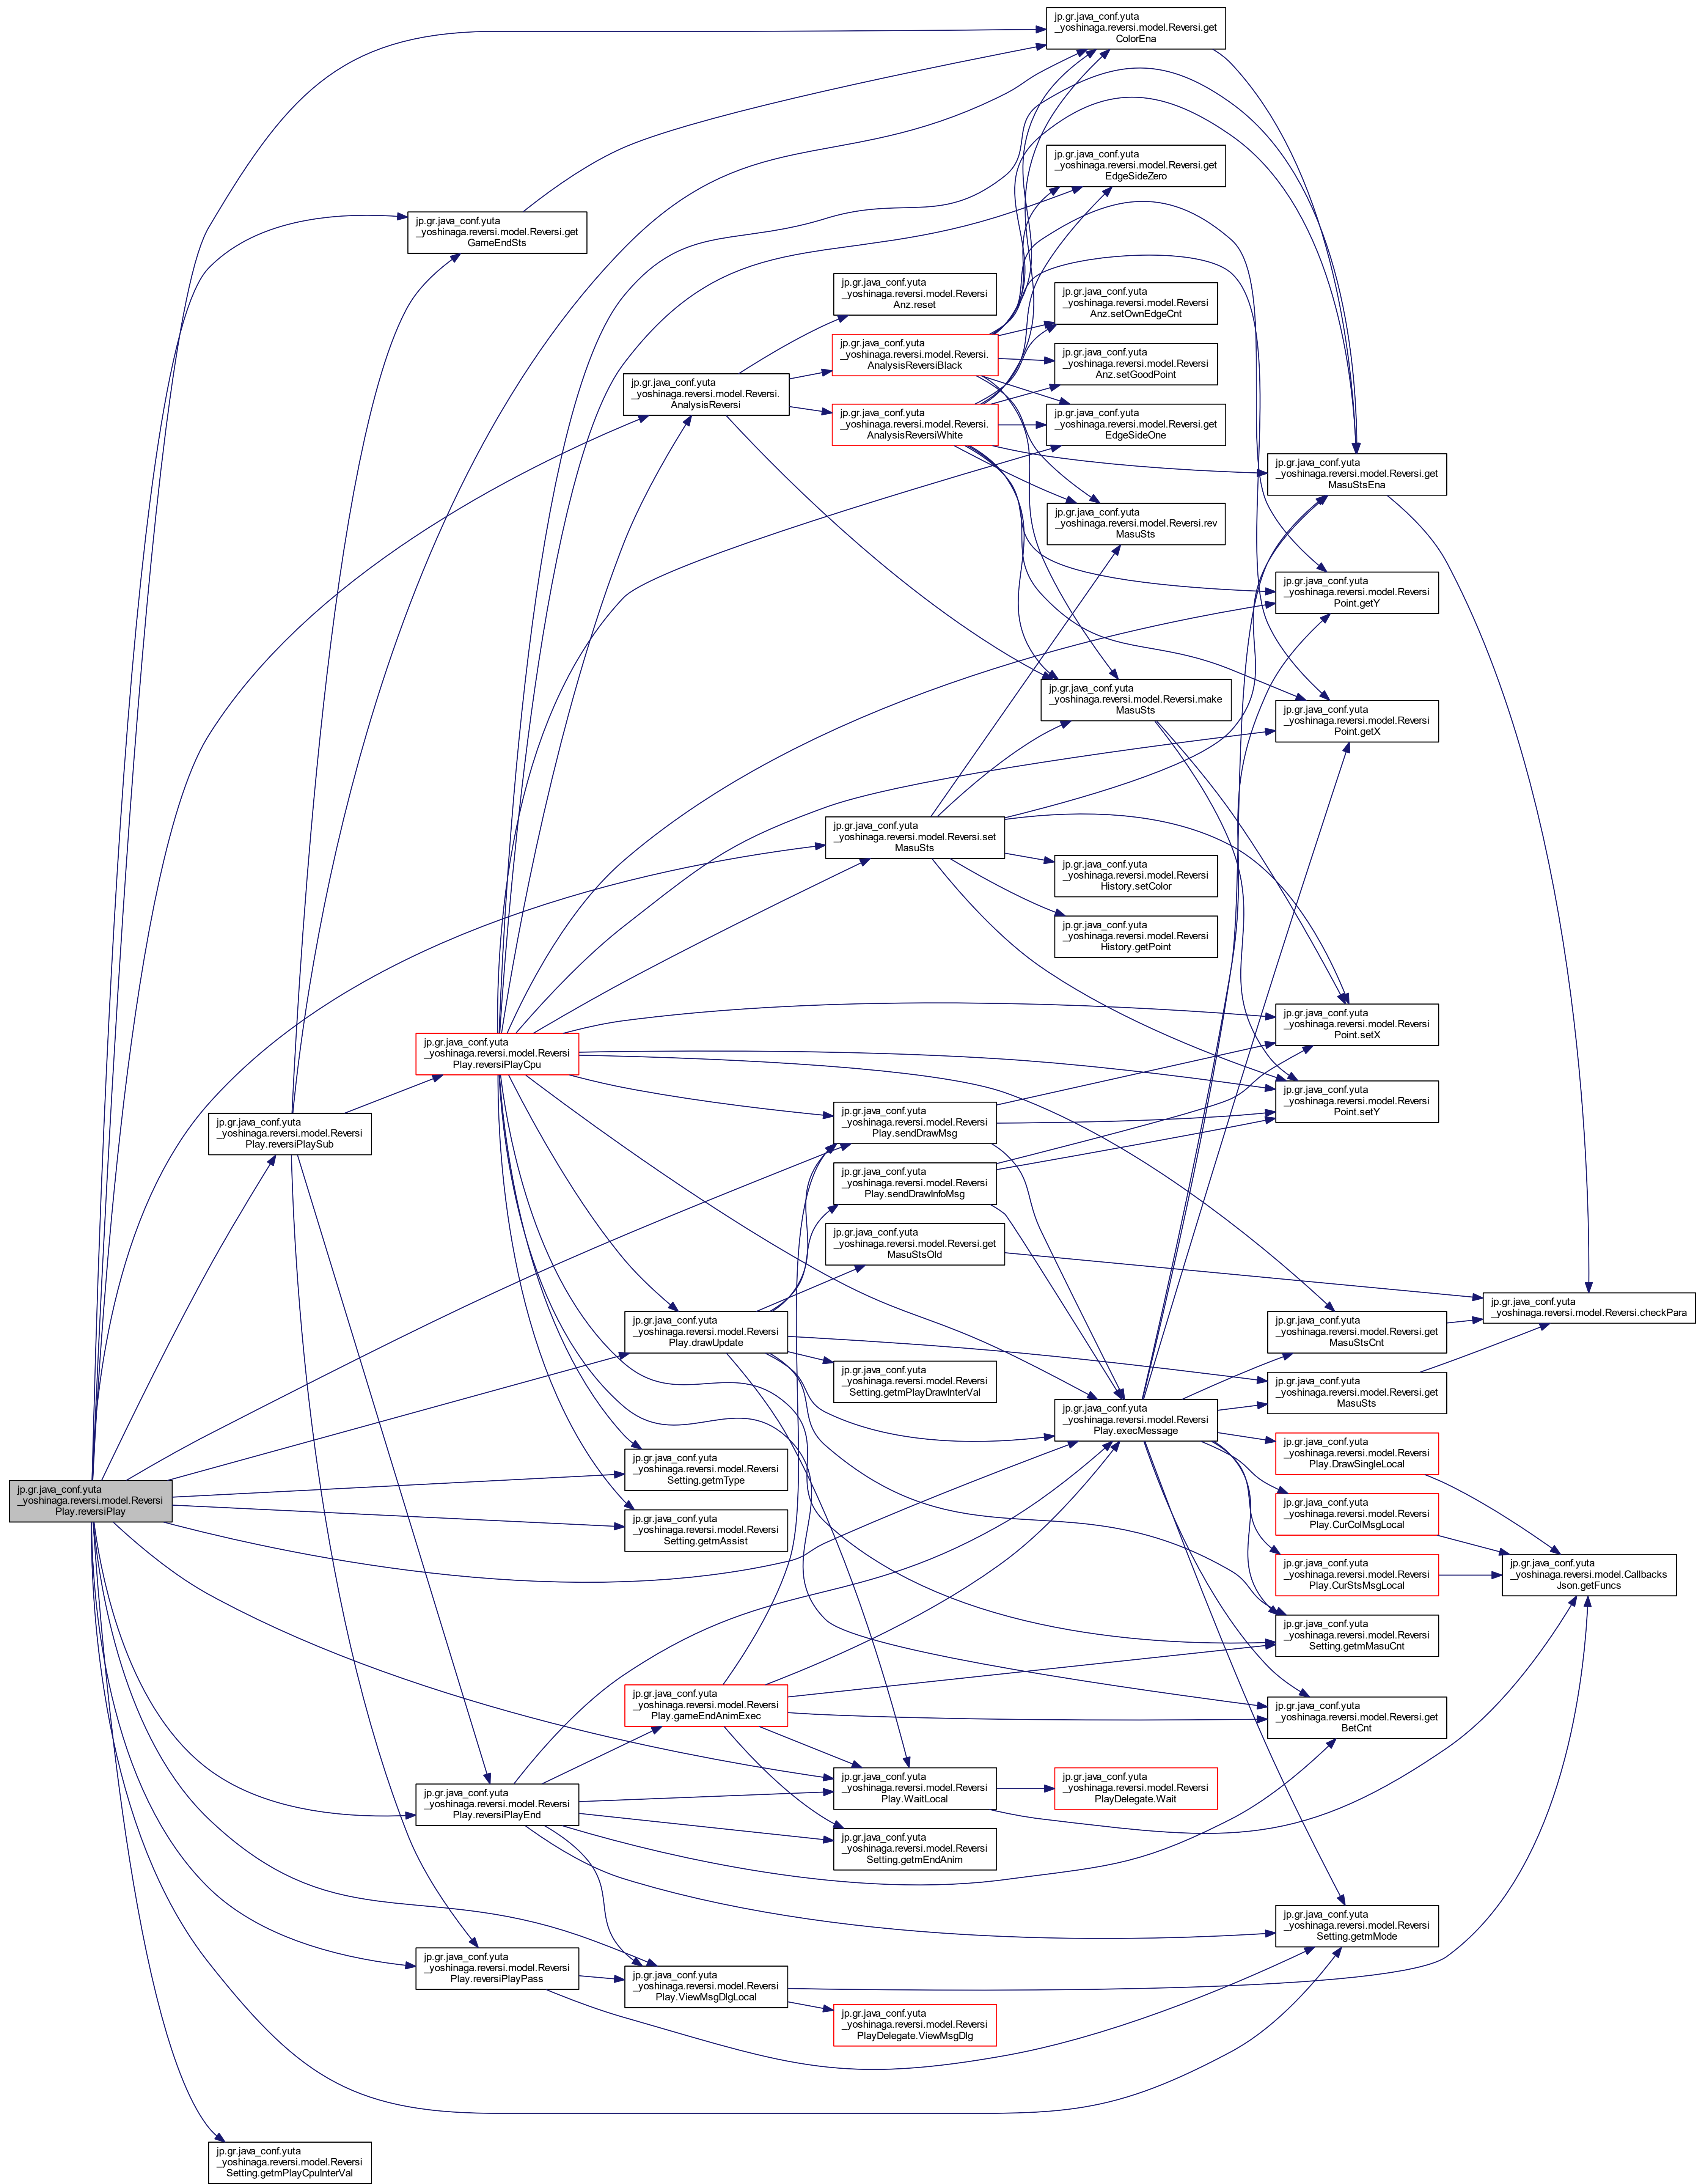 jp.gr.java_conf.yuta
_yoshinaga.reversi.model.Reversi
Play.reversiPlay
jp.gr.java_conf.yuta
_yoshinaga.reversi.model.Reversi.get
ColorEna
jp.gr.java_conf.yuta
_yoshinaga.reversi.model.Reversi.get
EdgeSideZero
jp.gr.java_conf.yuta
_yoshinaga.reversi.model.Reversi.get
GameEndSts
jp.gr.java_conf.yuta
_yoshinaga.reversi.model.Reversi
Anz.reset
jp.gr.java_conf.yuta
_yoshinaga.reversi.model.Reversi
Anz.setOwnEdgeCnt
jp.gr.java_conf.yuta
_yoshinaga.reversi.model.Reversi.
AnalysisReversiBlack
jp.gr.java_conf.yuta
_yoshinaga.reversi.model.Reversi
Anz.setGoodPoint
jp.gr.java_conf.yuta
_yoshinaga.reversi.model.Reversi.
AnalysisReversi
jp.gr.java_conf.yuta
_yoshinaga.reversi.model.Reversi.
AnalysisReversiWhite
jp.gr.java_conf.yuta
_yoshinaga.reversi.model.Reversi.get
EdgeSideOne
jp.gr.java_conf.yuta
_yoshinaga.reversi.model.Reversi.get
MasuStsEna
jp.gr.java_conf.yuta
_yoshinaga.reversi.model.Reversi.rev
MasuSts
jp.gr.java_conf.yuta
_yoshinaga.reversi.model.Reversi
Point.getY
jp.gr.java_conf.yuta
_yoshinaga.reversi.model.Reversi.make
MasuSts
jp.gr.java_conf.yuta
_yoshinaga.reversi.model.Reversi
Point.getX
jp.gr.java_conf.yuta
_yoshinaga.reversi.model.Reversi.set
MasuSts
jp.gr.java_conf.yuta
_yoshinaga.reversi.model.Reversi
History.setColor
jp.gr.java_conf.yuta
_yoshinaga.reversi.model.Reversi
History.getPoint
jp.gr.java_conf.yuta
_yoshinaga.reversi.model.Reversi
Point.setX
jp.gr.java_conf.yuta
_yoshinaga.reversi.model.Reversi
Play.reversiPlayCpu
jp.gr.java_conf.yuta
_yoshinaga.reversi.model.Reversi
Point.setY
jp.gr.java_conf.yuta
_yoshinaga.reversi.model.Reversi
Play.reversiPlaySub
jp.gr.java_conf.yuta
_yoshinaga.reversi.model.Reversi
Play.sendDrawMsg
jp.gr.java_conf.yuta
_yoshinaga.reversi.model.Reversi
Play.sendDrawInfoMsg
jp.gr.java_conf.yuta
_yoshinaga.reversi.model.Reversi.get
MasuStsOld
jp.gr.java_conf.yuta
_yoshinaga.reversi.model.Reversi.checkPara
jp.gr.java_conf.yuta
_yoshinaga.reversi.model.Reversi
Play.drawUpdate
jp.gr.java_conf.yuta
_yoshinaga.reversi.model.Reversi.get
MasuStsCnt
jp.gr.java_conf.yuta
_yoshinaga.reversi.model.Reversi
Setting.getmPlayDrawInterVal
jp.gr.java_conf.yuta
_yoshinaga.reversi.model.Reversi.get
MasuSts
jp.gr.java_conf.yuta
_yoshinaga.reversi.model.Reversi
Play.execMessage
jp.gr.java_conf.yuta
_yoshinaga.reversi.model.Reversi
Play.DrawSingleLocal
jp.gr.java_conf.yuta
_yoshinaga.reversi.model.Reversi
Setting.getmType
jp.gr.java_conf.yuta
_yoshinaga.reversi.model.Reversi
Play.CurColMsgLocal
jp.gr.java_conf.yuta
_yoshinaga.reversi.model.Reversi
Setting.getmAssist
jp.gr.java_conf.yuta
_yoshinaga.reversi.model.Reversi
Play.CurStsMsgLocal
jp.gr.java_conf.yuta
_yoshinaga.reversi.model.Callbacks
Json.getFuncs
jp.gr.java_conf.yuta
_yoshinaga.reversi.model.Reversi
Setting.getmMasuCnt
jp.gr.java_conf.yuta
_yoshinaga.reversi.model.Reversi
Play.gameEndAnimExec
jp.gr.java_conf.yuta
_yoshinaga.reversi.model.Reversi.get
BetCnt
jp.gr.java_conf.yuta
_yoshinaga.reversi.model.Reversi
Play.WaitLocal
jp.gr.java_conf.yuta
_yoshinaga.reversi.model.Reversi
PlayDelegate.Wait
jp.gr.java_conf.yuta
_yoshinaga.reversi.model.Reversi
Play.reversiPlayEnd
jp.gr.java_conf.yuta
_yoshinaga.reversi.model.Reversi
Setting.getmEndAnim
jp.gr.java_conf.yuta
_yoshinaga.reversi.model.Reversi
Setting.getmMode
jp.gr.java_conf.yuta
_yoshinaga.reversi.model.Reversi
Play.reversiPlayPass
jp.gr.java_conf.yuta
_yoshinaga.reversi.model.Reversi
Play.ViewMsgDlgLocal
jp.gr.java_conf.yuta
_yoshinaga.reversi.model.Reversi
PlayDelegate.ViewMsgDlg
jp.gr.java_conf.yuta
_yoshinaga.reversi.model.Reversi
Setting.getmPlayCpuInterVal